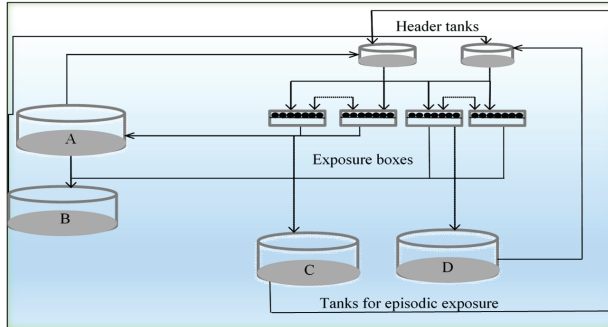 Header tanks
A
Exposure boxes
B
C
D
Tanks for episodic exposure